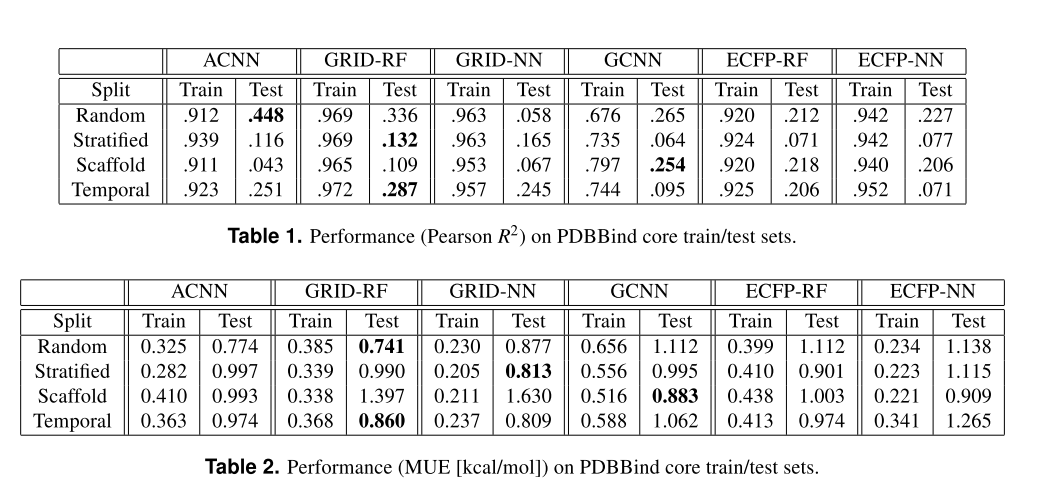 ACNN GRID-RF GRID-NN GCNN ECFP-RF ECFP-NN
Split Train Test Train Test Train Test Train Test Train Test Train Test
Random .912 .448 .969 .336 .963 .058 .676 .265 .920 .212 .942 .227
Stratified .939 .116 .969 .132 .963 .165 .735 .064 .924 .071 .942 .077
Scaffold .911 .043 .965 .109 .953 .067 .797 .254 .920 .218 .940 .206
Temporal .923 .251 .972 .287 .957 .245 .744 .095 .925 .206 .952 .071
Table 1. Performance (Pearson R²) on PDBBind core train/test sets.
ACNN GRID-RF GRID-NN GCNN ECFP-RF ECFP-NN
Split Train Test Train Test Train Test Train Test Train Test Train Test
Random 0.325 0.774 0.385 0.741 0.230 0.877 0.656 1.112 0.399 1.112 0.234 1.138
Stratified 0.282 0.997 0.339 0.990 0.205 0.813 0.556 0.995 0.410 0.901 0.223 1.115
Scaffold 0.410 0.993 0.338 1.397 0.211 1.630 0.516 0.883 0.438 1.003 0.221 0.909
Temporal 0.363 0.974 0.368 0.860 0.237 0.809 0.588 1.062 0.413 0.974 0.341 1.265
Table 2. Performance (MUE [kcal/mol]) on PDBBind core train/test sets.